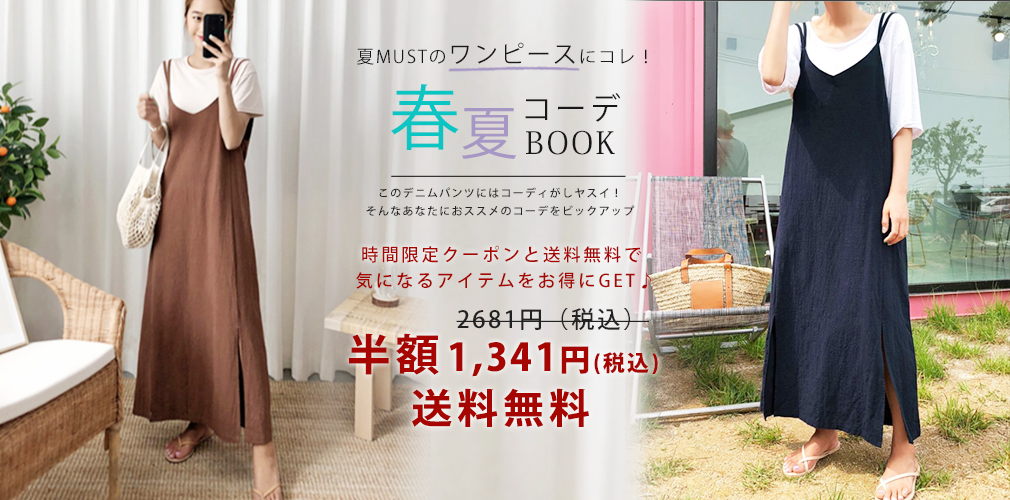 夏MUSTのワンピースにコレ！
春夏コーデ
BOOK
このデニムパンツにはコーディがしヤスイ！
そんなあなたにおススメのコーデをピックアップ
時間限定クーポンと送料無料で
気になるアイテムをお得にGET♪
2681円（税込）
半額1,341円(税込)
送料無料